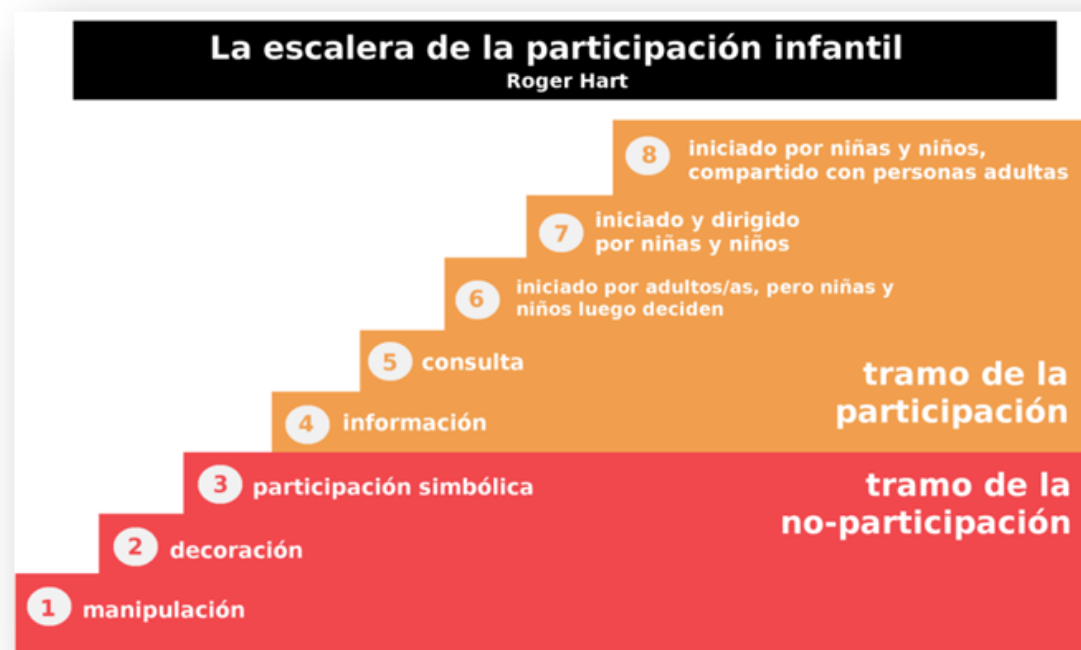 La escalera de la participación infantil
Roger Hart
8
iniciado por niñas y niños,
compartido con personas adultas
7
iniciado y dirigido
por niñas y niños
6
iniciado por adultos/as, pero niñas y
niños luego deciden
5 consulta
tramo de la
participación
4 información
3 participación simbólica
tramo de la
no-participación
2 decoración
1 manipulación